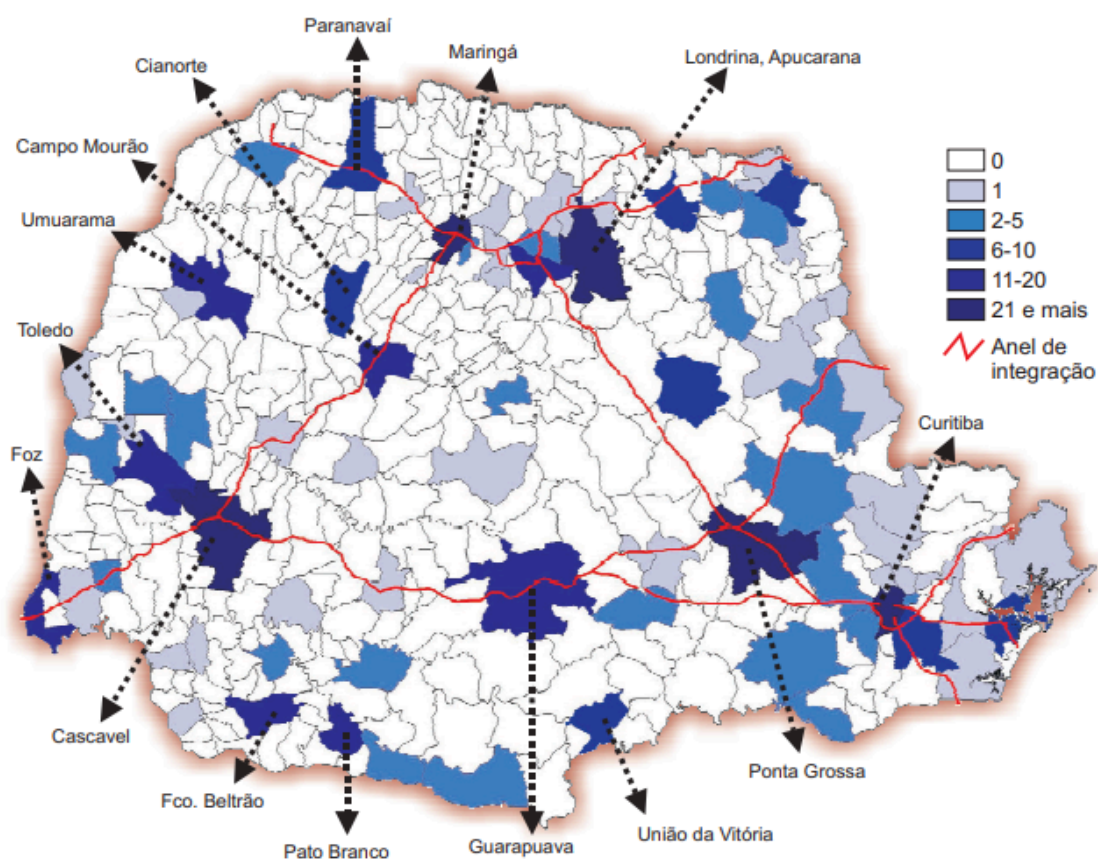 Paranavaí
Cianorte
Maringá
Londrina, Apucarana
Campo Mourão
Umuarama
Toledo
Foz
0
1
2-5
6-10
11-20
21 e mais
Anel de
integração
Curitiba
Cascavel
Fco. Beltrão
Pato Branco
Guarapuava
União da Vitória
Ponta Grossa